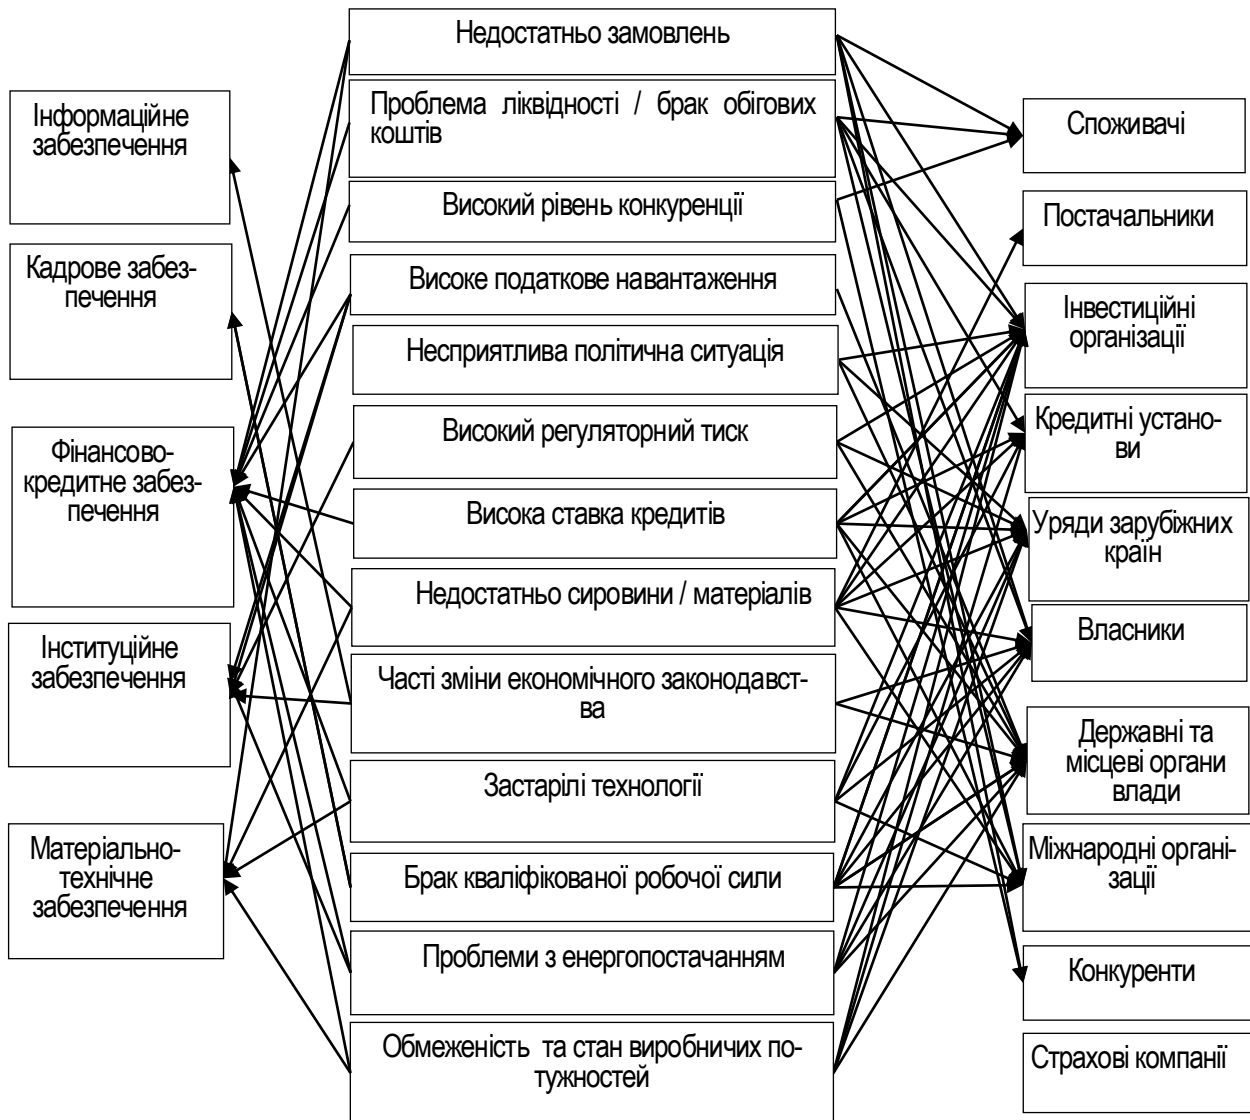 Інформаційне
забезпечення
Кадрове забез-
печення
Фінансово-
кредитне забез-
печення
Інституційне
забезпечення
Матеріально-
технічне
забезпечення
Недостатньо замовлень
Проблема ліквідності / брак обігових
коштів
Високий рівень конкуренції
Високе податкове навантаження
Несприятлива політична ситуація
Високий регуляторний тиск
Висока ставка кредитів
Недостатньо сировини / матеріалів
Часті зміни економічного законодавст-
ва
Застарілі технології
Брак кваліфікованої робочої сили
Проблеми з енергопостачанням
Обмеженість та стан виробничих по-
тужностей
Споживачі
Постачальники
Інвестиційні
організації
Кредитні устано-
ви
Уряди зарубіжних
країн
Власники
Державні та
місцеві органи
влади
Міжнародні органі-
зації
Конкуренти
Страхові компанії